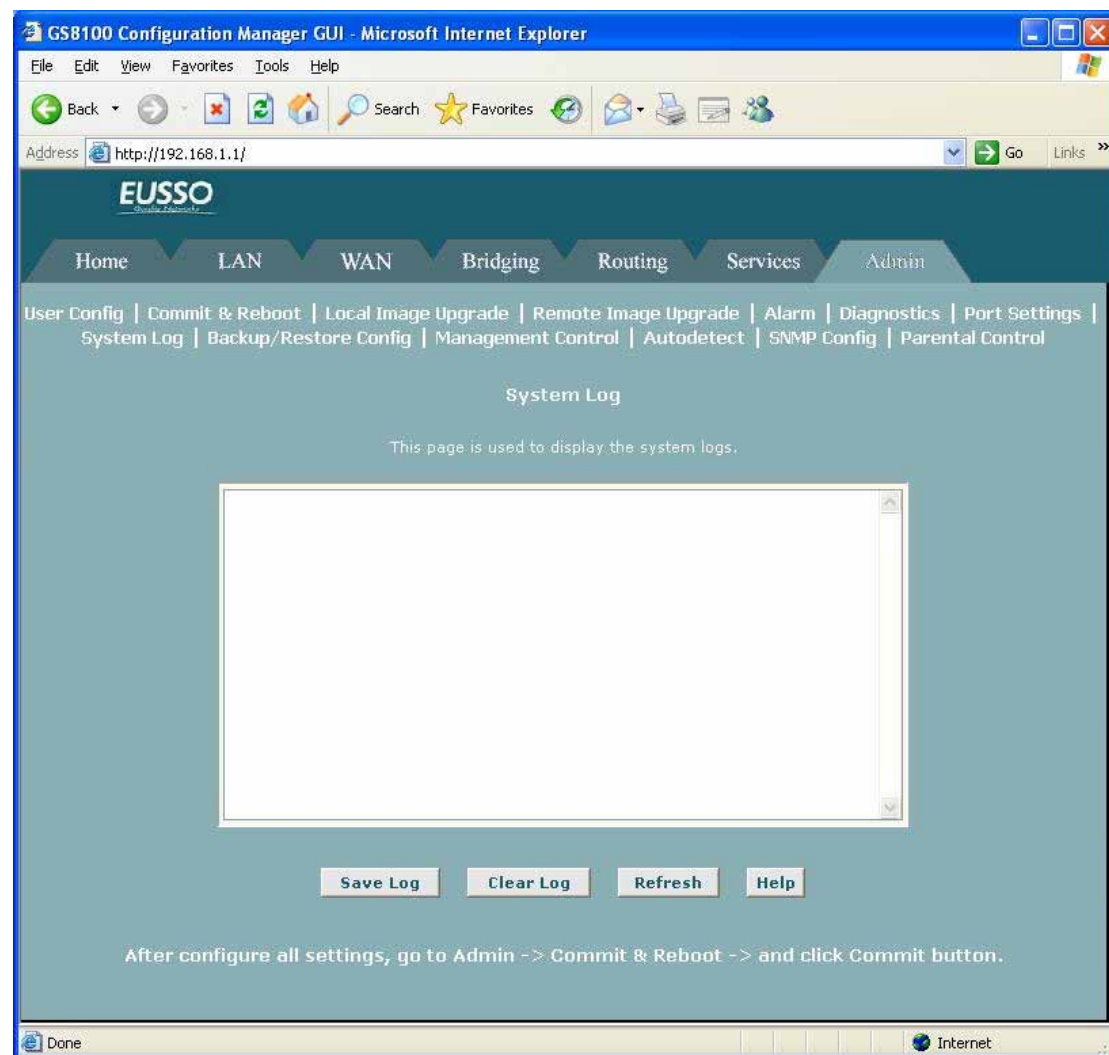 GS8100 Configuration Manager GUI - Microsoft Internet Explorer
File Edit View Favorites Tools Help
Back Search Favorites
Address http://192.168.1.1/ Go Links »
EUSSO
Home LAN WAN Bridging Routing Services Admin
User Config | Commit & Reboot | Local Image Upgrade | Remote Image Upgrade | Alarm | Diagnostics | Port Settings |
System Log | Backup/Restore Config | Management Control | Autodetect | SNMP Config | Parental Control
System Log
This page is used to display the system logs.
Save Log Clear Log Refresh Help
After configure all settings, go to Admin -> Commit & Reboot -> and click Commit button.
Done Internet